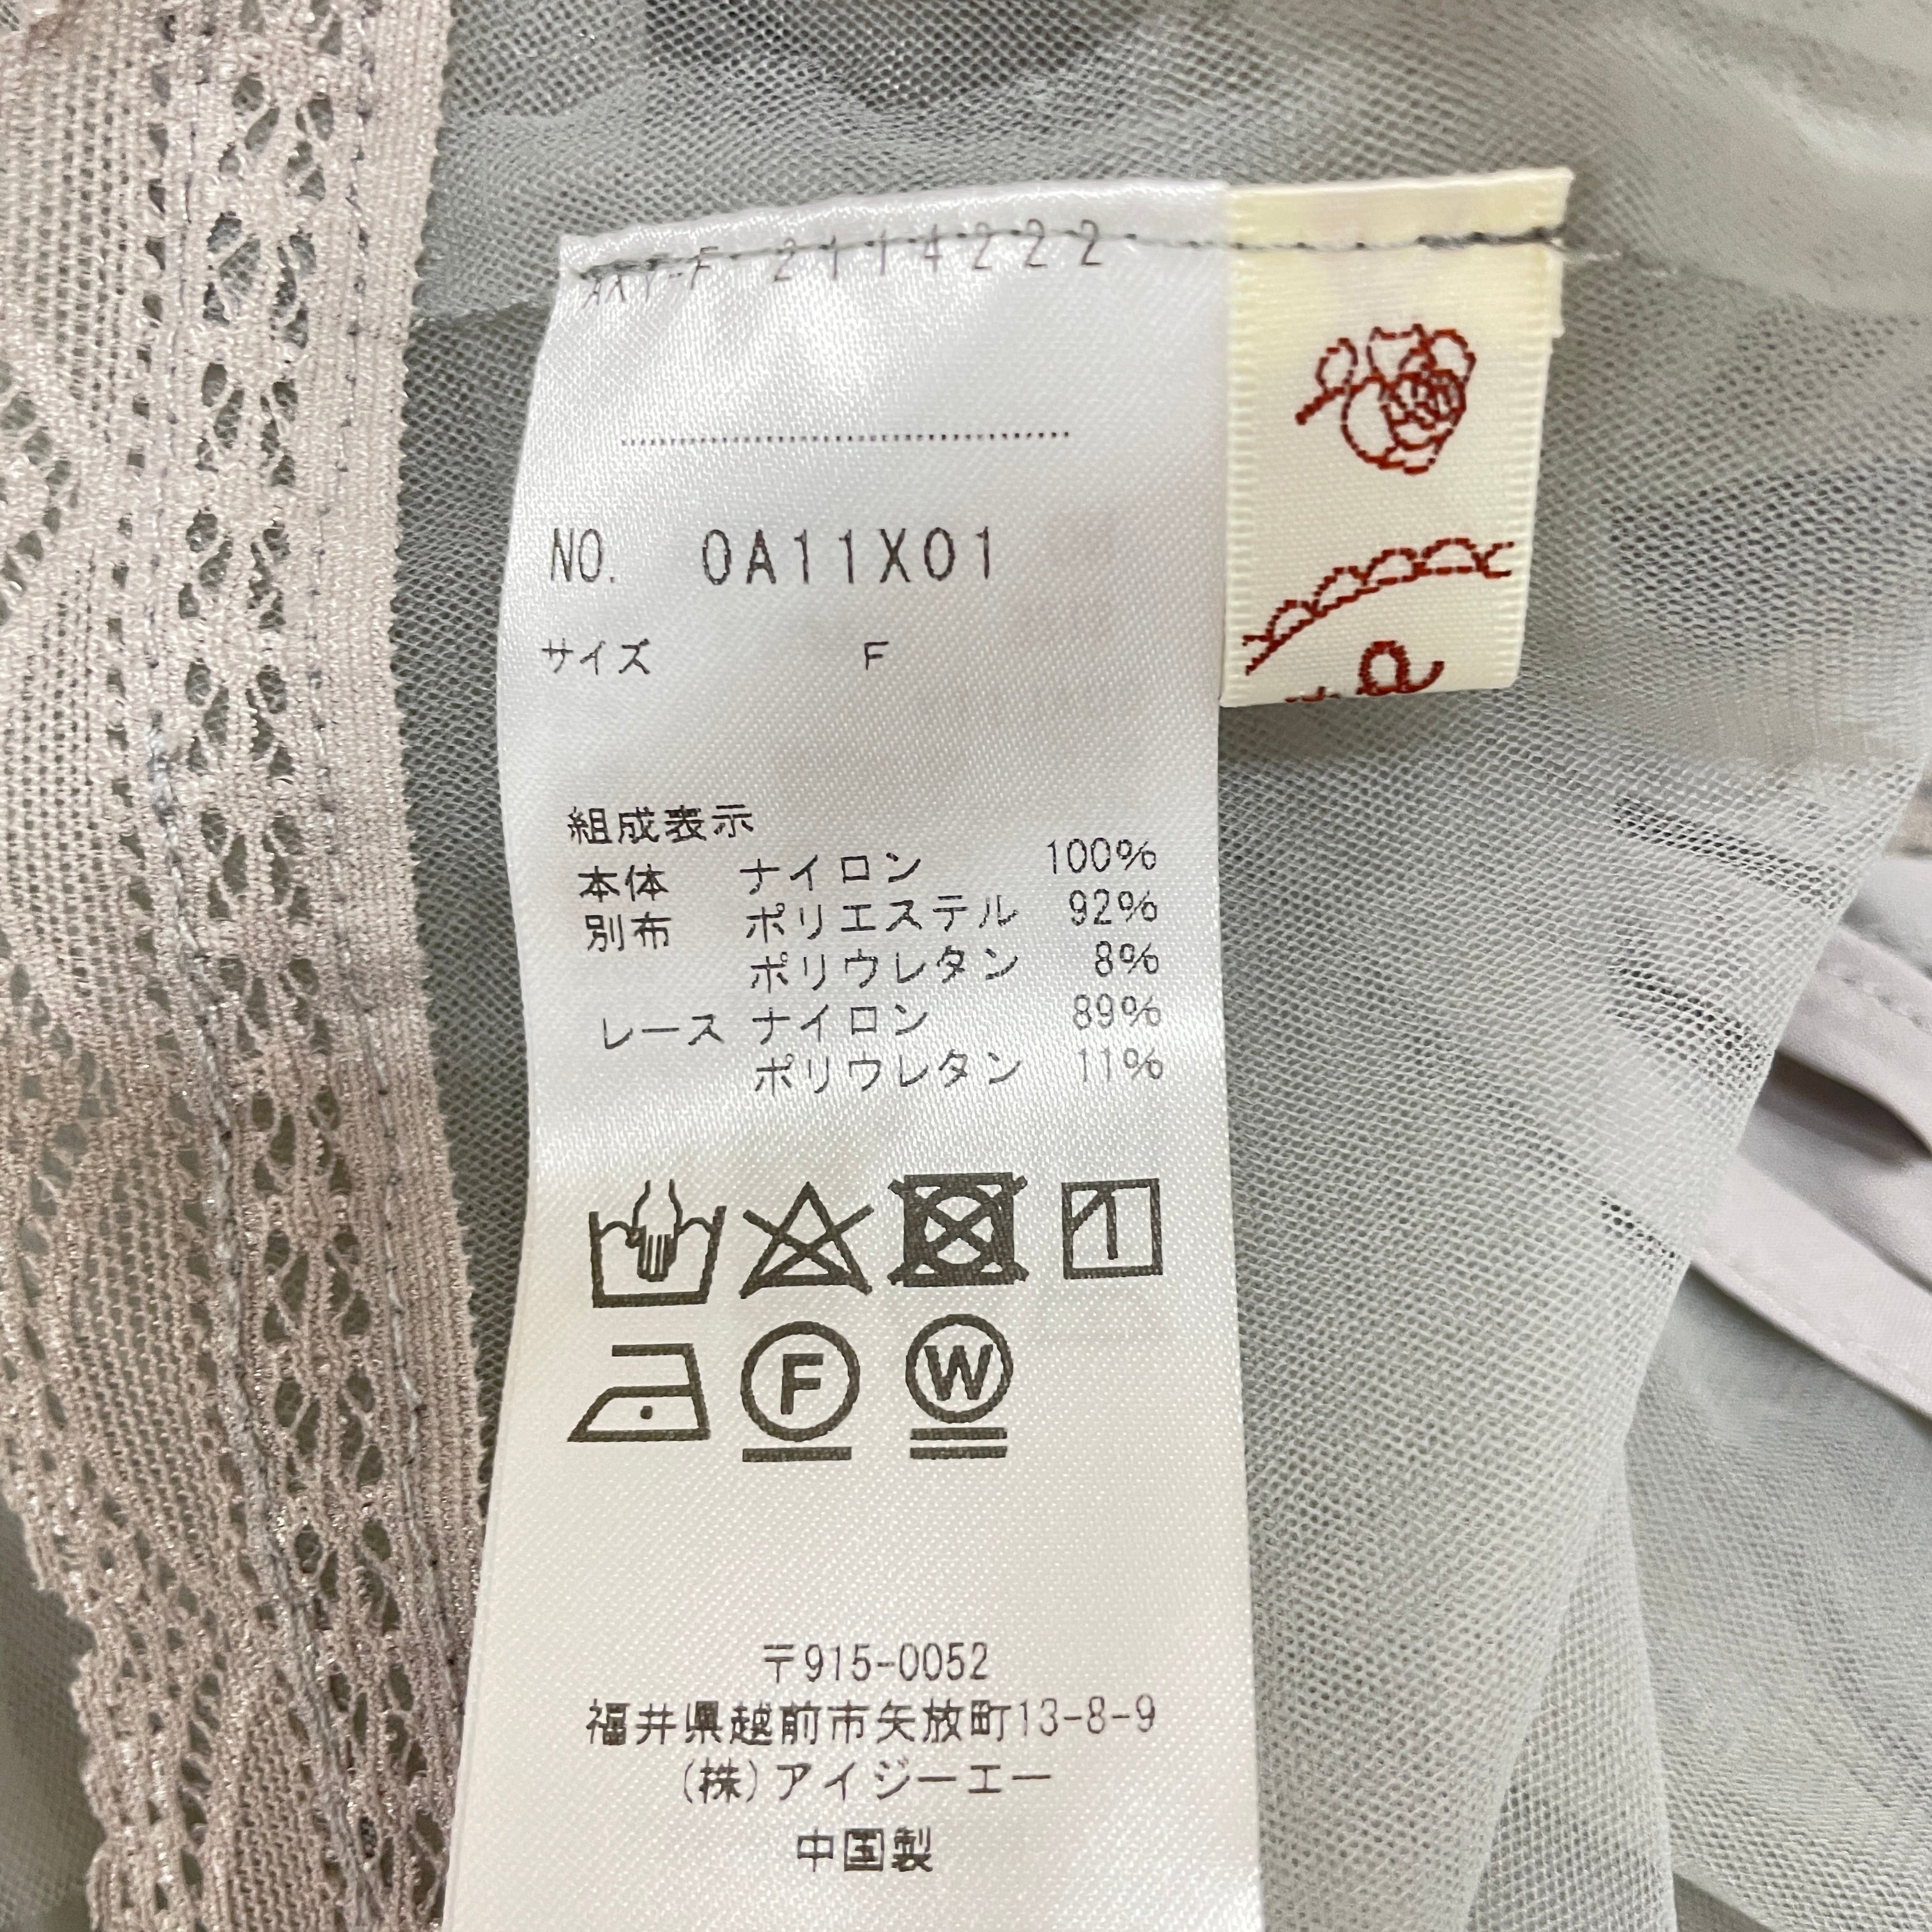 2114222
NO. 0A11X01
サイズ F
組成表示
本体 ナイロン 100%
別布 ポリエステル 92%
ポリウレタン 8%
レース ナイロン 89%
ポリウレタン 11%
F W
〒915-0052
福井県越前市矢放町13-8-9
(株)アイジーエー
中国製